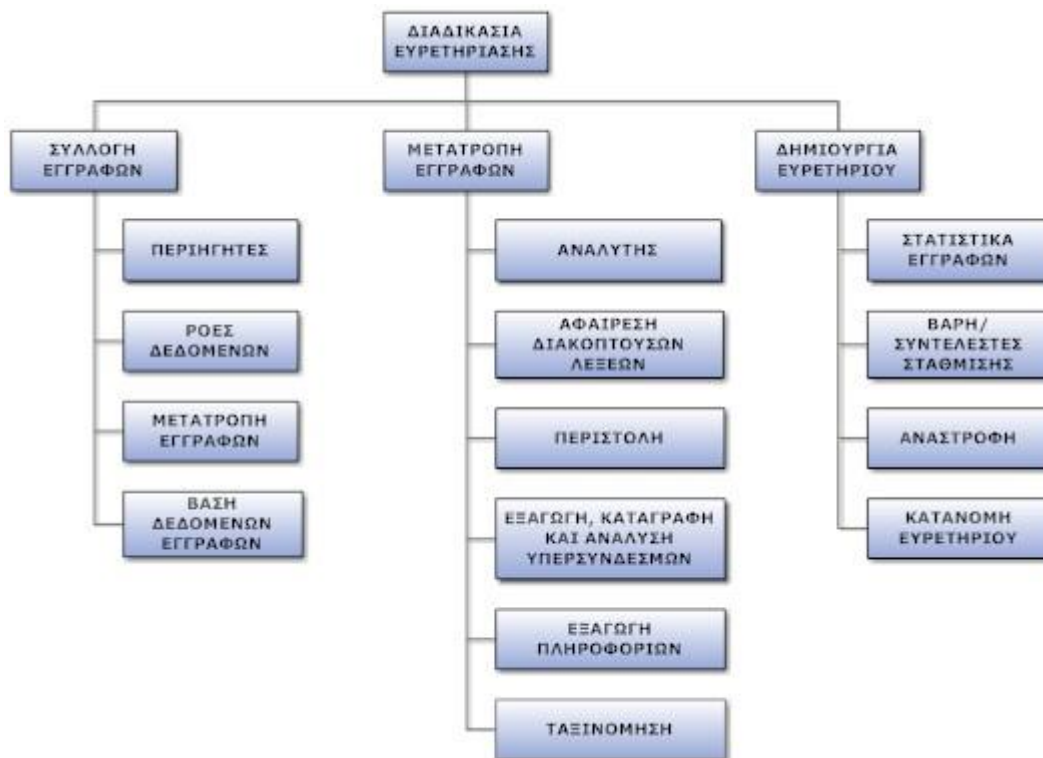 ΔΙΑΔΙΚΑΣΙΑ
ΕΥΡΕΤΗΡΙΑΣΗΣ
ΣΥΛΛΟΓΗ
ΕΓΓΡΑΦΩΝ
ΠΕΡΙΗΓΗΤΕΣ
ΡΟΕΣ
ΔΕΔΟΜΕΝΩΝ
ΜΕΤΑΤΡΟΠΗ
ΕΓΓΡΑΦΩΝ
ΒΑΣΗ
ΔΕΔΟΜΕΝΩΝ
ΕΓΓΡΑΦΩΝ
ΜΕΤΑΤΡΟΠΗ
ΕΓΓΡΑΦΩΝ
ΑΝΑΛΥΤΗΣ
ΑΦΑΙΡΕΣΗ
ΔΙΑΚΟΠΤΟΥΣΩΝ
ΛΕΞΕΩΝ
ΠΕΡΙΣΤΟΛΗ
ΕΞΑΓΩΓΗ, ΚΑΤΑΓΡΑΦΗ
ΚΑΙ ΑΝΑΛΥΣΗ
ΥΠΕΡΣΥΝΔΕΣΜΩΝ
ΕΞΑΓΩΓΗ
ΠΛΗΡΟΦΟΡΙΩΝ
ΤΑΞΙΝΟΜΗΣΗ
ΔΗΜΙΟΥΡΓΙΑ
ΕΥΡΕΤΗΡΙΟΥ
ΣΤΑΤΙΣΤΙΚΑ
ΕΓΓΡΑΦΩΝ
ΒΑΡΗ/
ΣΥΝΤΕΛΕΣΤΕΣ
ΣΤΑΘΜΙΣΗΣ
ΑΝΑΣΤΡΟΦΗ
ΚΑΤΑΝΟΜΗ
ΕΥΡΕΤΗΡΙΟΥ